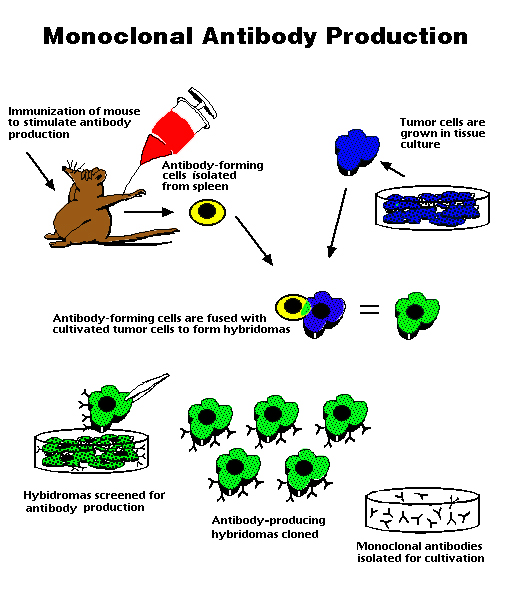 Monoclonal Antibody Production
Immunization of mouse
to stimulate antibody
production
Tumor cells are
grown in tissue
culture
Antibody-forming
cells isolated
from spleen
Antibody-forming cells are fused with
cultivated tumor cells to form hybridomas
Hybidromas screened for
antibody production
Antibody-producing
hybridomas cloned
Monoclonal antibodies
isolated for cultivation